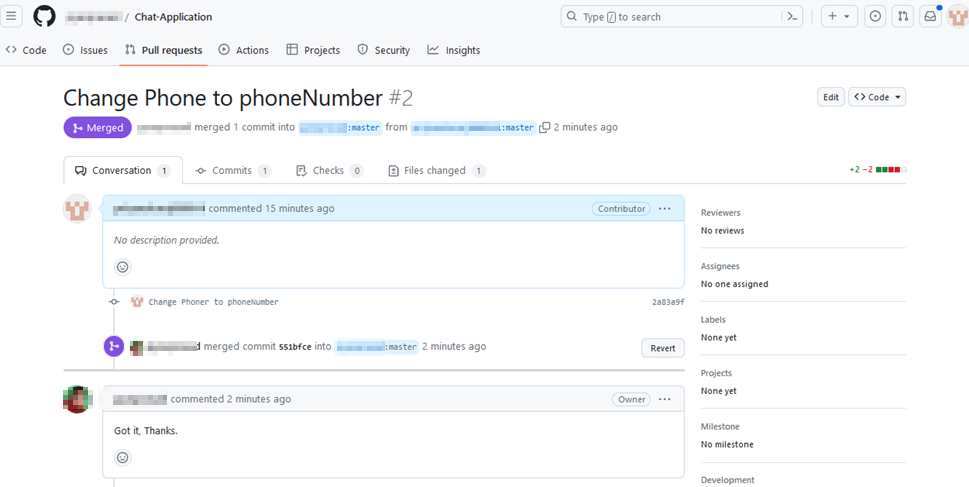 / Chat-Application
Type / to search
Code Issues Pull requests Actions Projects Security Insights
Change Phone to phoneNumber #2
Edit
Code
Merged merged 1 commit into :master from :master 2 minutes ago
Conversation 1 Commits 1 Checks 0 Files changed 1
+2 −2
commented 15 minutes ago Contributor
No description provided.
Change Phoner to phoneNumber 2a83a9f
merged commit 551bfce into :master 2 minutes ago
Revert
commented 2 minutes ago Owner
Got it, Thanks.
Reviewers
No reviews
Assignees
No one assigned
Labels
None yet
Projects
None yet
Milestone
No milestone
Development